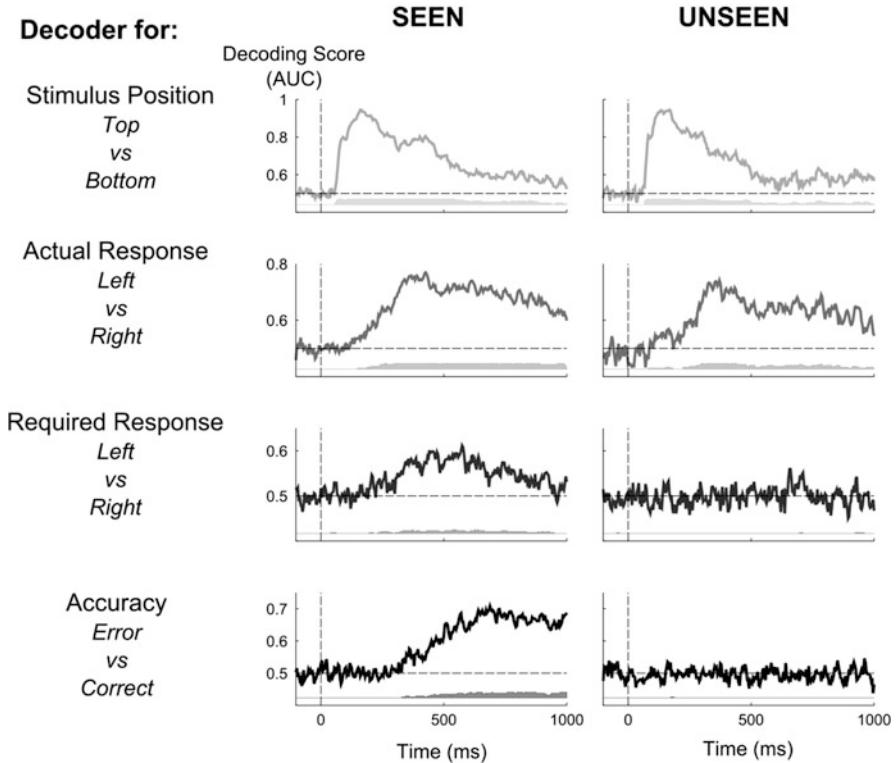 Decoder for:
SEEN
UNSEEN
Decoding Score
(AUC)
Stimulus Position
Top
vs
Bottom
1
0.8
0.6
Actual Response
Left
vs
Right
0.8
0.6
Required Response
Left
vs
Right
0.6
0.5
Accuracy
Error
vs
Correct
0.7
0.6
0.5
0 500 1000 0 500 1000
Time (ms) Time (ms)